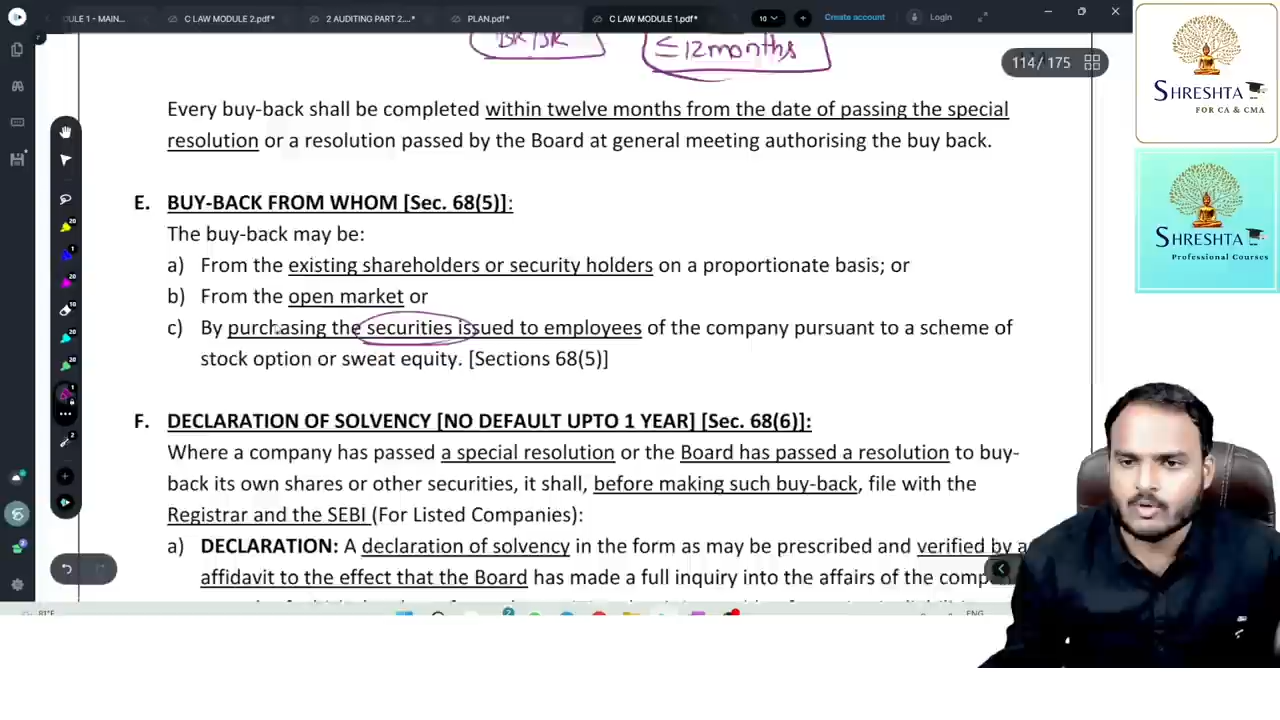 DULE 1 - MAIN...
C LAW MODULE 2.pdf*
2 AUDITING PART 2....*
PLAN.pdf*
C LAW MODULE 1.pdf*
10
Create account
Login
≤ 12 months
114 / 175
Every buy-back shall be completed within twelve months from the date of passing the special
resolution or a resolution passed by the Board at general meeting authorising the buy back.
E. BUY-BACK FROM WHOM [Sec. 68(5)]:
The buy-back may be:
a) From the existing shareholders or security holders on a proportionate basis; or
b) From the open market or
c) By purchasing the securities issued to employees of the company pursuant to a scheme of
stock option or sweat equity. [Sections 68(5)]
F. DECLARATION OF SOLVENCY [NO DEFAULT UPTO 1 YEAR] [Sec. 68(6)]:
Where a company has passed a special resolution or the Board has passed a resolution to buy-
back its own shares or other securities, it shall, before making such buy-back, file with the
Registrar and the SEBI (For Listed Companies):
a) DECLARATION: A declaration of solvency in the form as may be prescribed and verified by a
affidavit to the effect that the Board has made a full inquiry into the affairs of the comp
ENG
SHRESHTA
FOR CA & CMA
SHRESHTA
Professional Courses